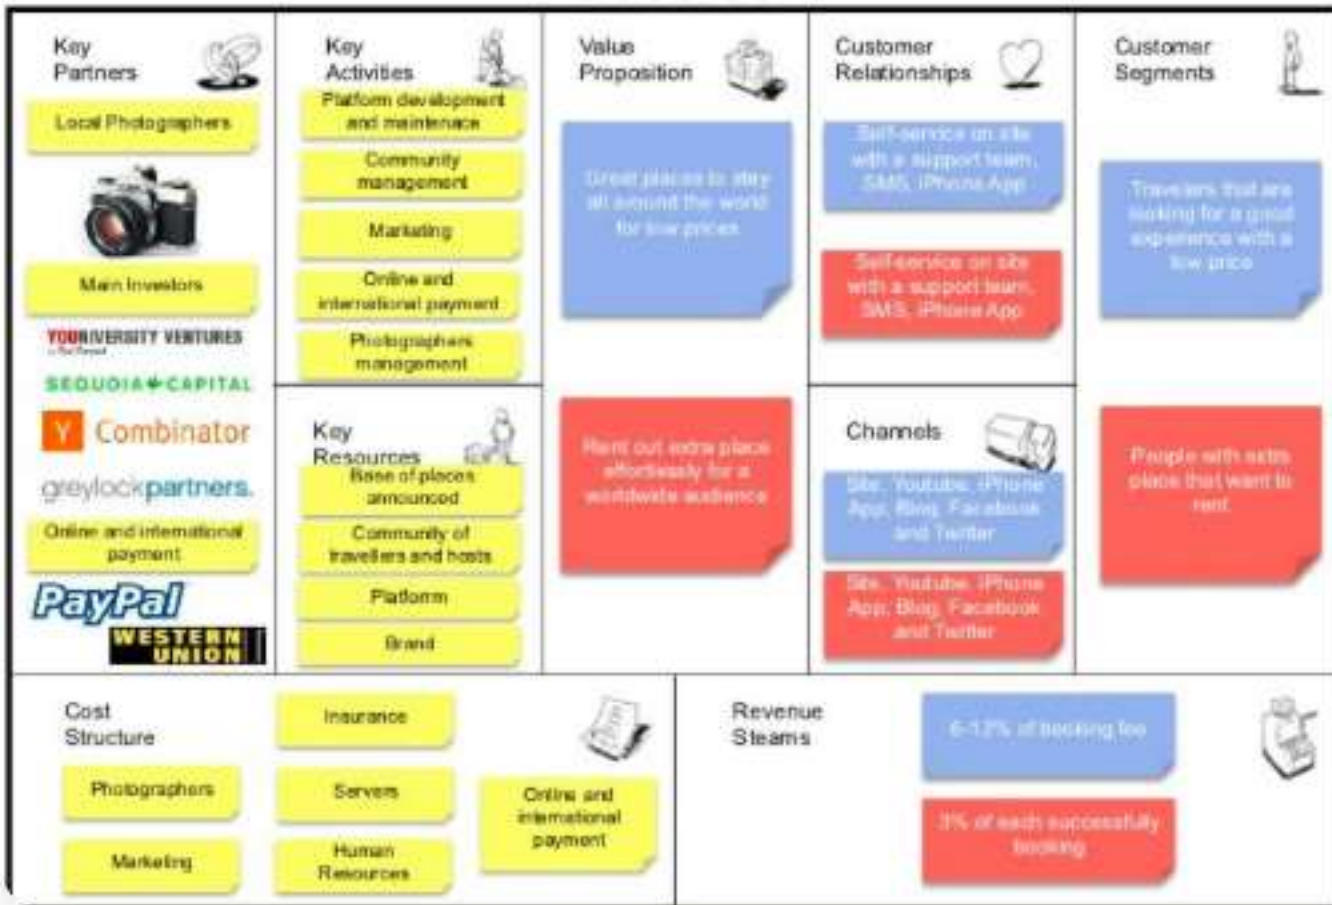 Key
Partners
Local Photographers
Main Investors
YOUNIVERSITY VENTURES
SEQUOIA CAPITAL
Y Combinator
greylockpartners.
Online and international
payment
PayPal
WESTERN
UNION
Key
Activities
Platform development
and maintenace
Community
management
Marketing
Online and
international payment
Photographers
management
Key
Resources
Base of places
announced
Community of
travellers and hosts
Platform
Brand
Value
Proposition
Great places to stay
all around the world
for low prices
Rent out extra place
effortlessly for a
worldwide audience
Customer
Relationships
Self-service on site
with a support team,
SMS, iPhone App
Self-service on site
with a support team,
SMS, iPhone App
Channels
Site, Youtube, iPhone
App, Blog, Facebook
and Twitter
Site, Youtube, iPhone
App, Blog, Facebook
and Twitter
Customer
Segments
Travelers that are
looking for a good
experience with a
low price
People with extra
place that want to
rent
Cost
Structure
Photographers
Marketing
Insurance
Servers
Human
Resources
Online and
international
payment
Revenue
Steams
6-12% of booking fee
3% of each successfully
booking